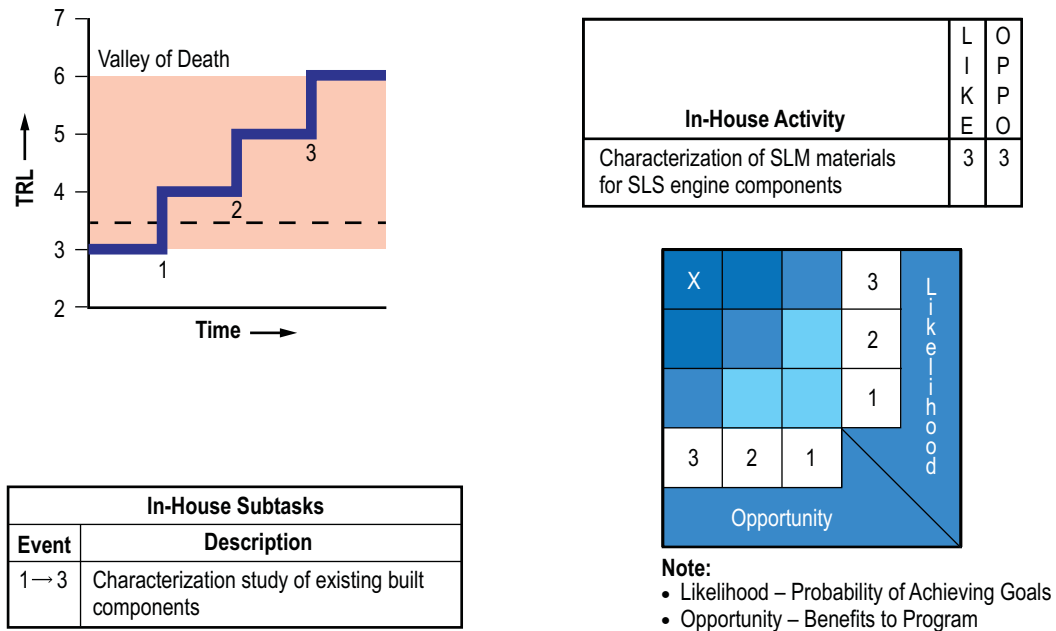 7
Valley of Death
6
5
4
3
2
1
2
3
TRL
Time
L O
I P
K P
E O
In-House Activity
Characterization of SLM materials 3 3
for SLS engine components
X
3
2
1
3 2 1
Likelihood
Opportunity
Note:
• Likelihood – Probability of Achieving Goals
• Opportunity – Benefits to Program
In-House Subtasks
Event Description
1→3 Characterization study of existing built
components